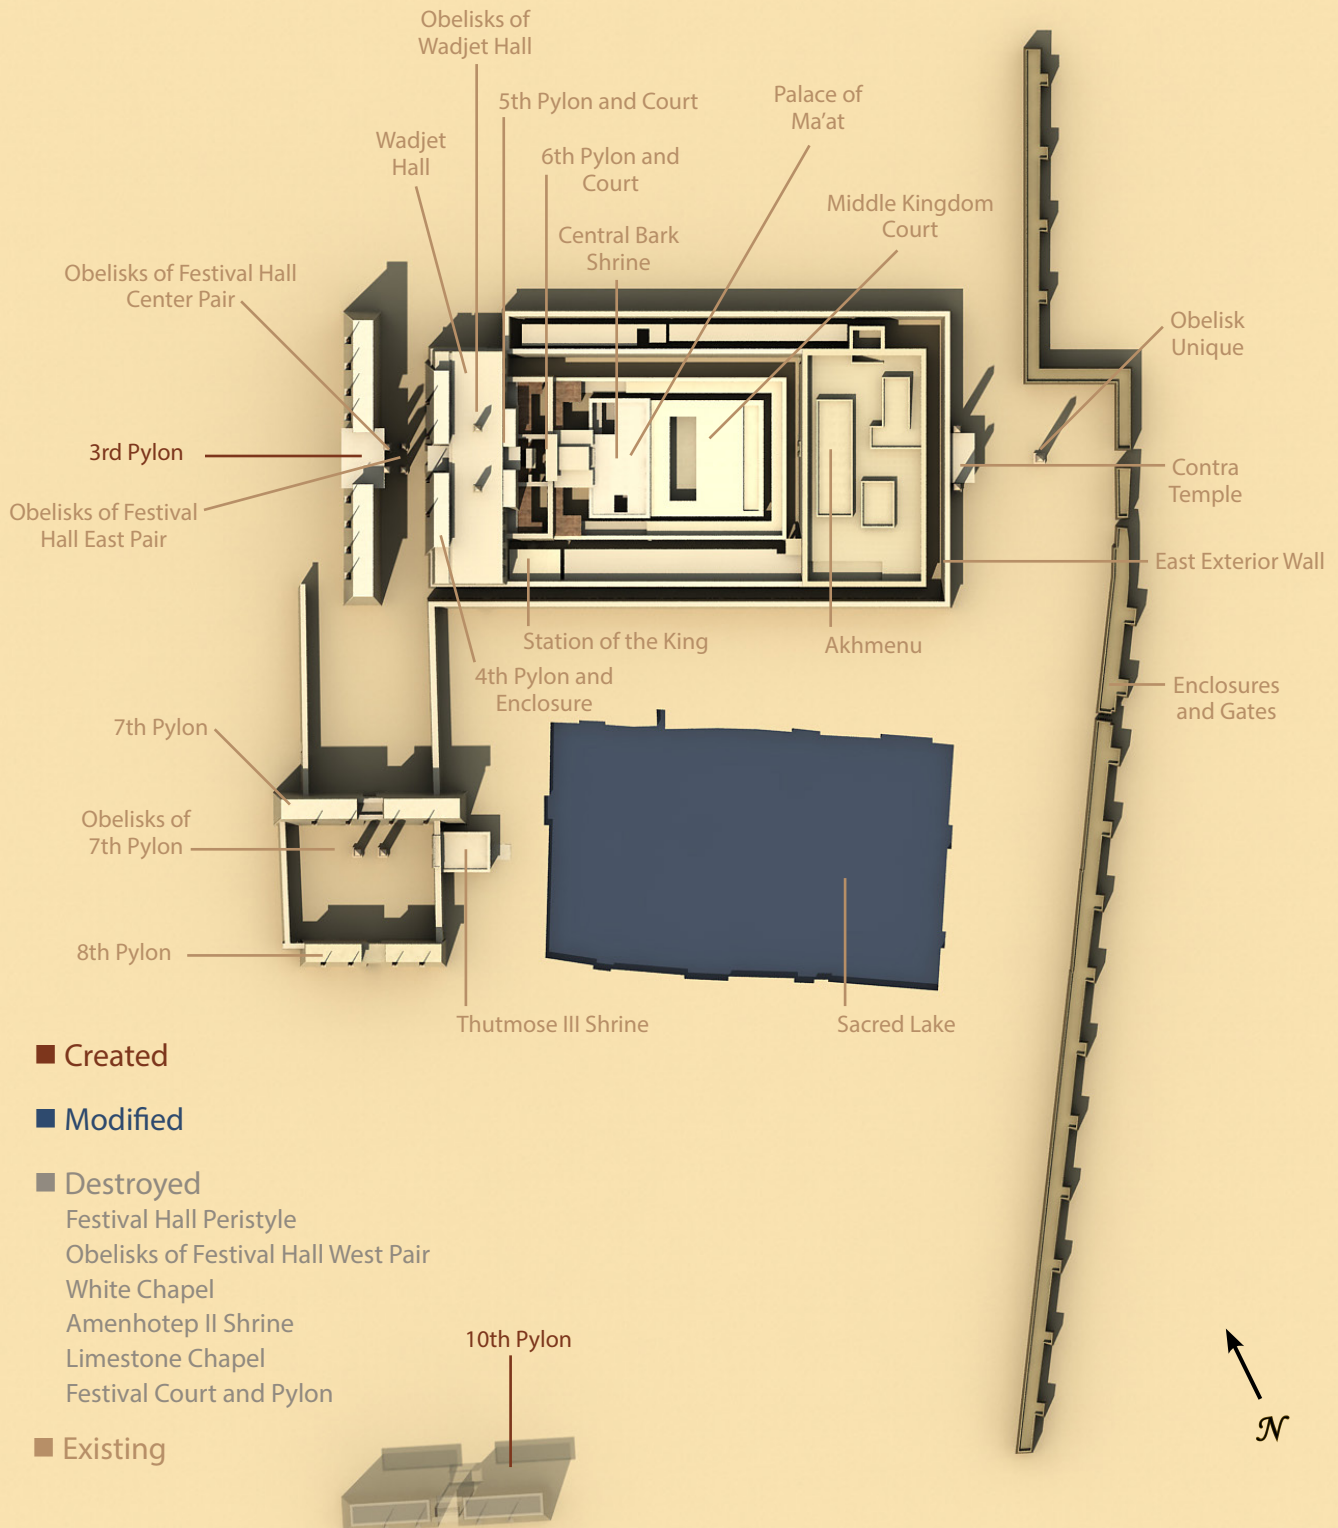 Obelisks of
Wadjet Hall
5th Pylon and Court
Palace of
Ma’at
Wadjet
Hall
6th Pylon and
Court
Middle Kingdom
Court
Central Bark
Shrine
Obelisks of Festival Hall
Center Pair
Obelisk
Unique
3rd Pylon
Contra
Temple
Obelisks of Festival
Hall East Pair
East Exterior Wall
Station of the King
Akhmenu
4th Pylon and
Enclosure
Enclosures
and Gates
7th Pylon
Obelisks of
7th Pylon
8th Pylon
Thutmose III Shrine
Sacred Lake
Created
Modified
Destroyed
Festival Hall Peristyle
Obelisks of Festival Hall West Pair
White Chapel
Amenhotep II Shrine
Limestone Chapel
Festival Court and Pylon
Existing
10th Pylon
N